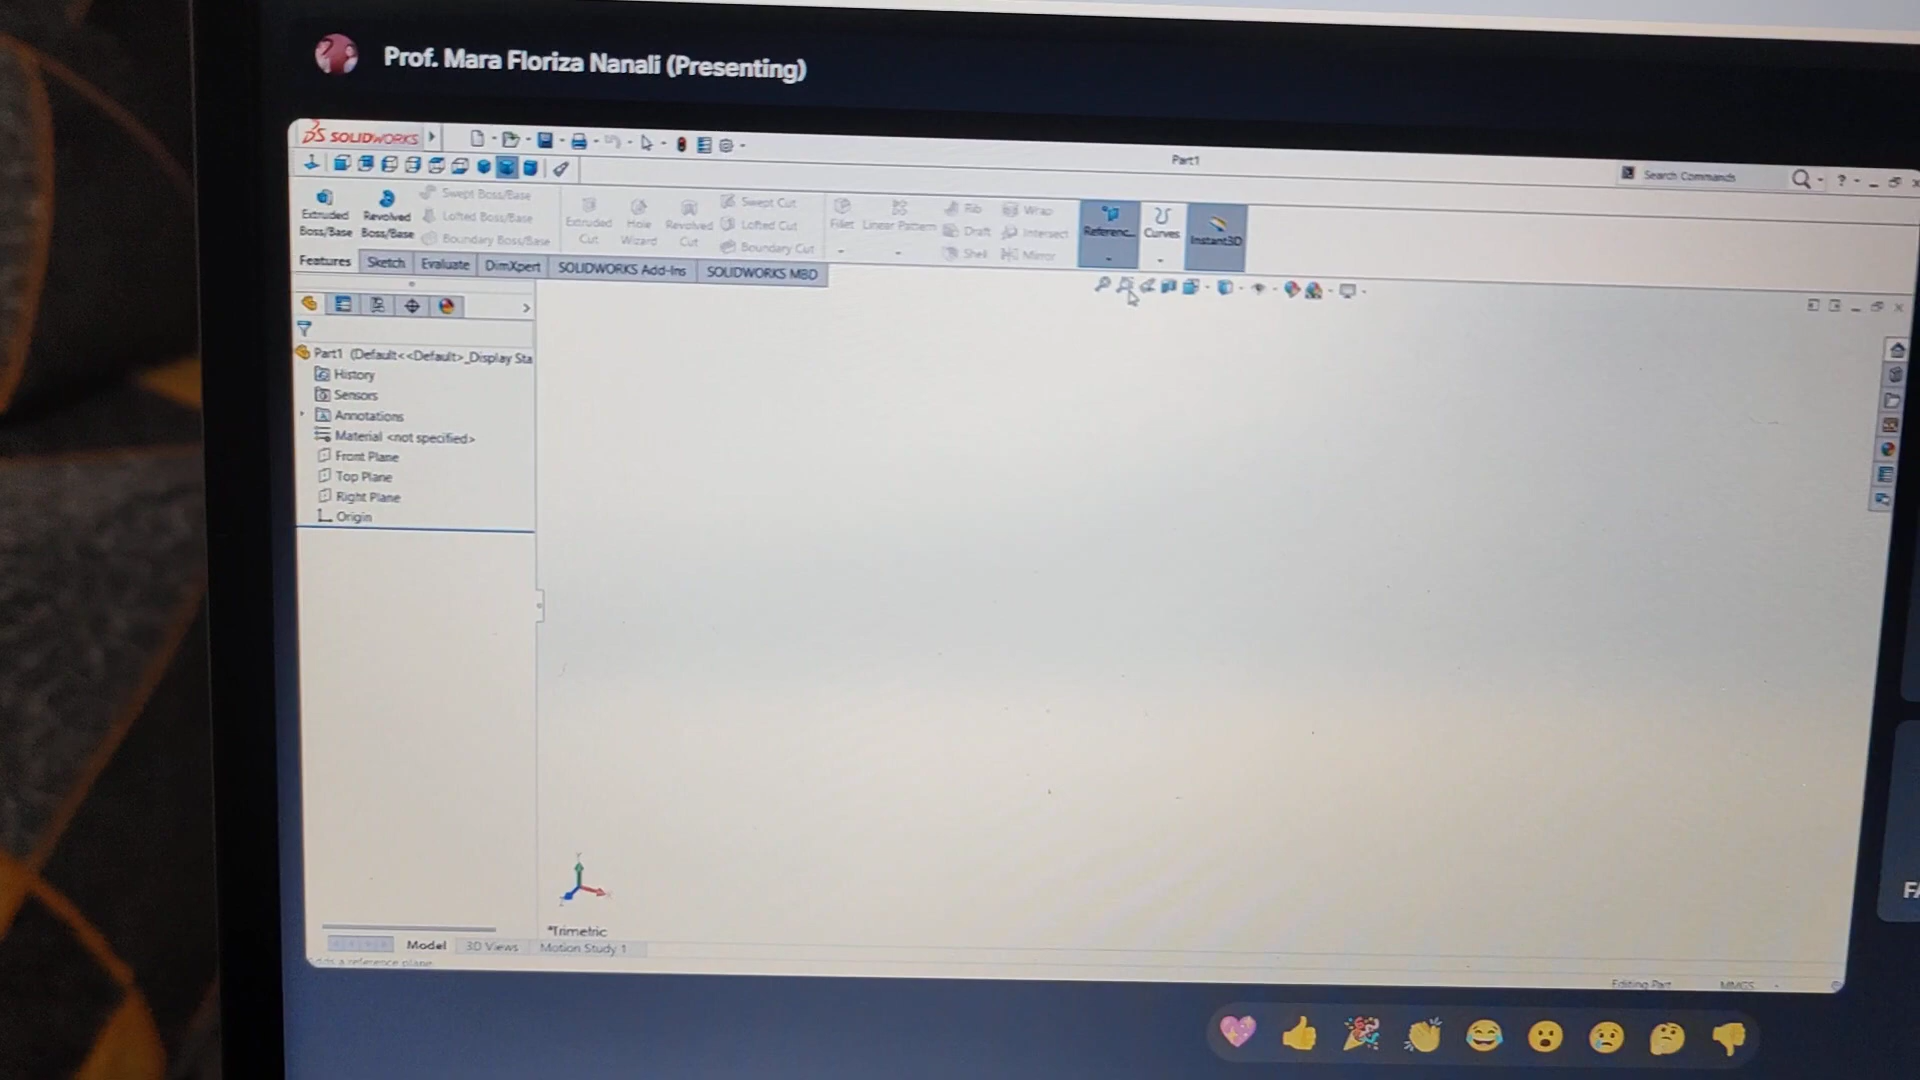 Prof. Mara Floriza Nanali (Presenting)
DS SOLIDWORKS
Part1
Search Commands
?
Extruded Boss/Base
Revolved Boss/Base
Swept Boss/Base
Lofted Boss/Base
Boundary Boss/Base
Extruded Cut
Hole Wizard
Revolved Cut
Swept Cut
Lofted Cut
Boundary Cut
Fillet
Linear Pattern
Rib
Draft
Shell
Wrap
Intersect
Mirror
Referenc...
Curves
Instant3D
Features
Sketch
Evaluate
DimXpert
SOLIDWORKS Add-Ins
SOLIDWORKS MBD
Part1 (Default<<Default>_Display Sta
History
Sensors
Annotations
Material <not specified>
Front Plane
Top Plane
Right Plane
Origin
*Trimetric
Model
3D Views
Motion Study 1
a reference plane
Editing Part
MMGS